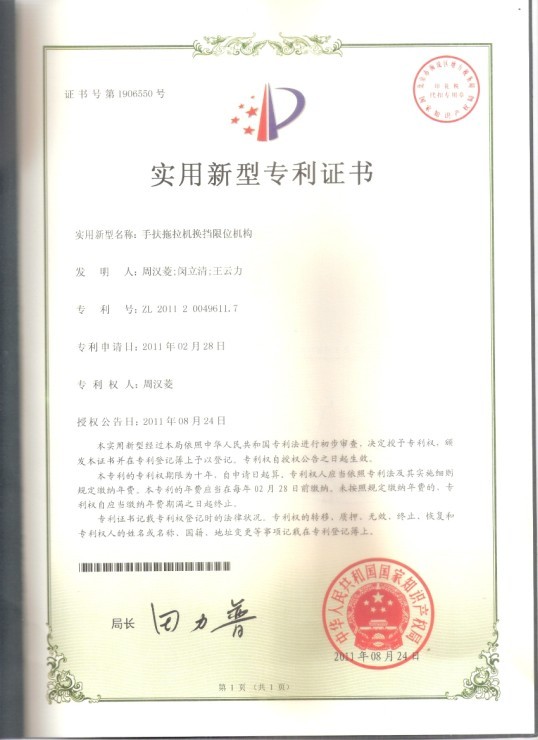 证书号第1906550号
实用新型专利证书
实用新型名称：手扶拖拉机换挡限位机构
发明人：周汉菱;闵立清;王云力
专利号：ZL 2011 2 0049611.7
专利申请日：2011年02月28日
专利权人：周汉菱
授权公告日：2011年08月24日
本实用新型经过本局依照中华人民共和国专利法进行初步审查，决定授予专利权，颁
发本证书并在专利登记簿上予以登记。专利权自授权公告之日起生效。
本专利的专利权期限为十年，自申请日起算。专利权人应当依照专利法及其实施细则
规定缴纳年费。本专利的年费应当在每年02月28日前缴纳。未按照规定缴纳年费的，专
利权自应当缴纳年费期满之日起终止。
专利证书记载专利权登记时的法律状况。专利权的转移、质押、无效、终止、恢复和
专利权人的姓名或名称、国籍、地址变更等事项记载在专利登记簿上。
局长 田力普
中华人民共和国国家知识产权局
2011年08月24日
第1页（共1页）